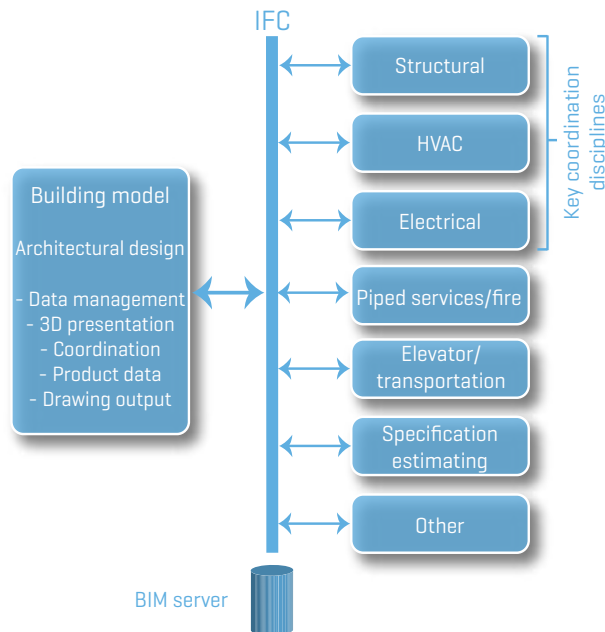 IFC
Structural
HVAC
Electrical
Key coordination
disciplines
Building model
Architectural design
- Data management
- 3D presentation
- Coordination
- Product data
- Drawing output
Piped services/fire
Elevator/
transportation
Specification
estimating
Other
BIM server